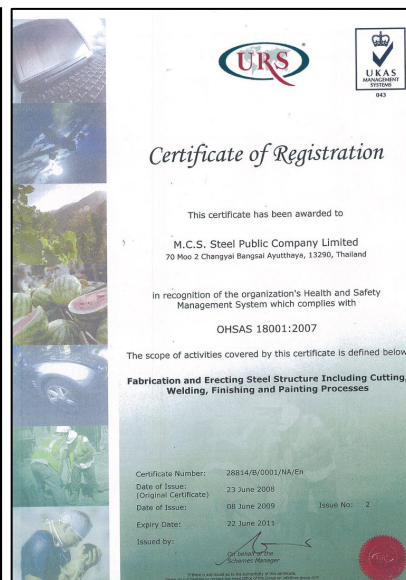 URS
UKAS
MANAGEMENT
SYSTEMS
043
Certificate of Registration
This certificate has been awarded to
M.C.S. Steel Public Company Limited
70 Moo 2 Changyai Bangsai Ayutthaya, 13290, Thailand
in recognition of the organization's Health and Safety
Management System which complies with
OHSAS 18001:2007
The scope of activities covered by this certificate is defined below
Fabrication and Erecting Steel Structure Including Cutting,
Welding, Finishing and Painting Processes
Certificate Number: 28814/B/0001/NA/En
Date of Issue:
(Original Certificate) 23 June 2008
Date of Issue: 08 June 2009 Issue No: 2
Expiry Date: 22 June 2011
Issued by:
On behalf of the
Schemes Manager